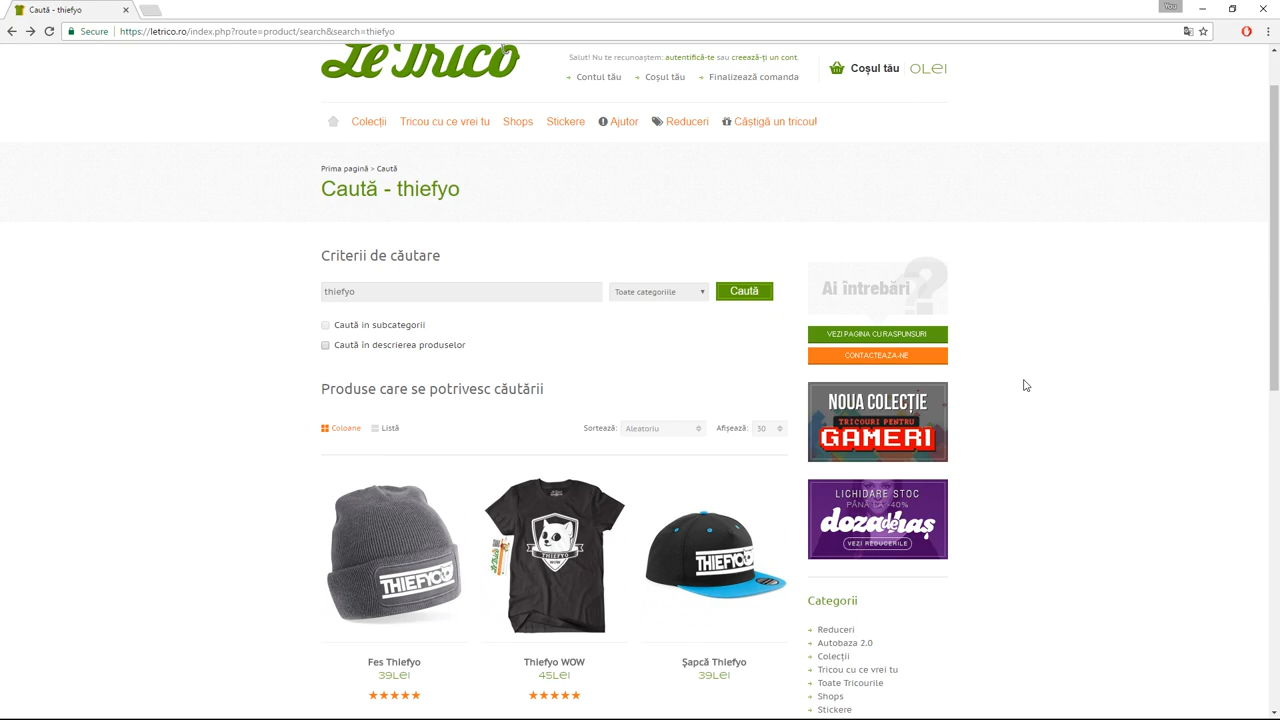 Caută - thiefyo
You
Secure https://letrico.ro/index.php?route=product/search&search=thiefyo
LeTrico
Salut! Nu te recunoaștem: autentifică-te sau creează-ți un cont.
Contul tău Coșul tău Finalizează comanda
Coșul tău 0Lei
Colecții Tricou cu ce vrei tu Shops Stickere Ajutor Reduceri Câștigă un tricou!
Prima pagină > Caută
Caută - thiefyo
Criterii de căutare
thiefyo Toate categoriile Caută
Caută in subcategorii
Caută în descrierea produselor
Produse care se potrivesc căutării
Coloane Listă Sortează: Aleatoriu Afișează: 30
THIEFYO
THIEFYO
WOW
THIEFYO
Fes Thiefyo
39Lei
Thiefyo WOW
45Lei
Șapcă Thiefyo
39Lei
Ai întrebări ?
VEZI PAGINA CU RASPUNSURI
CONTACTEAZA-NE
NOUA COLECȚIE
TRICOURI PENTRU
GAMERI
LICHIDARE STOC
PÂNĂ LA -40%
dozadehaș
VEZI REDUCERILE
Categorii
Reduceri
Autobaza 2.0
Colecții
Tricou cu ce vrei tu
Toate Tricourile
Shops
Stickere